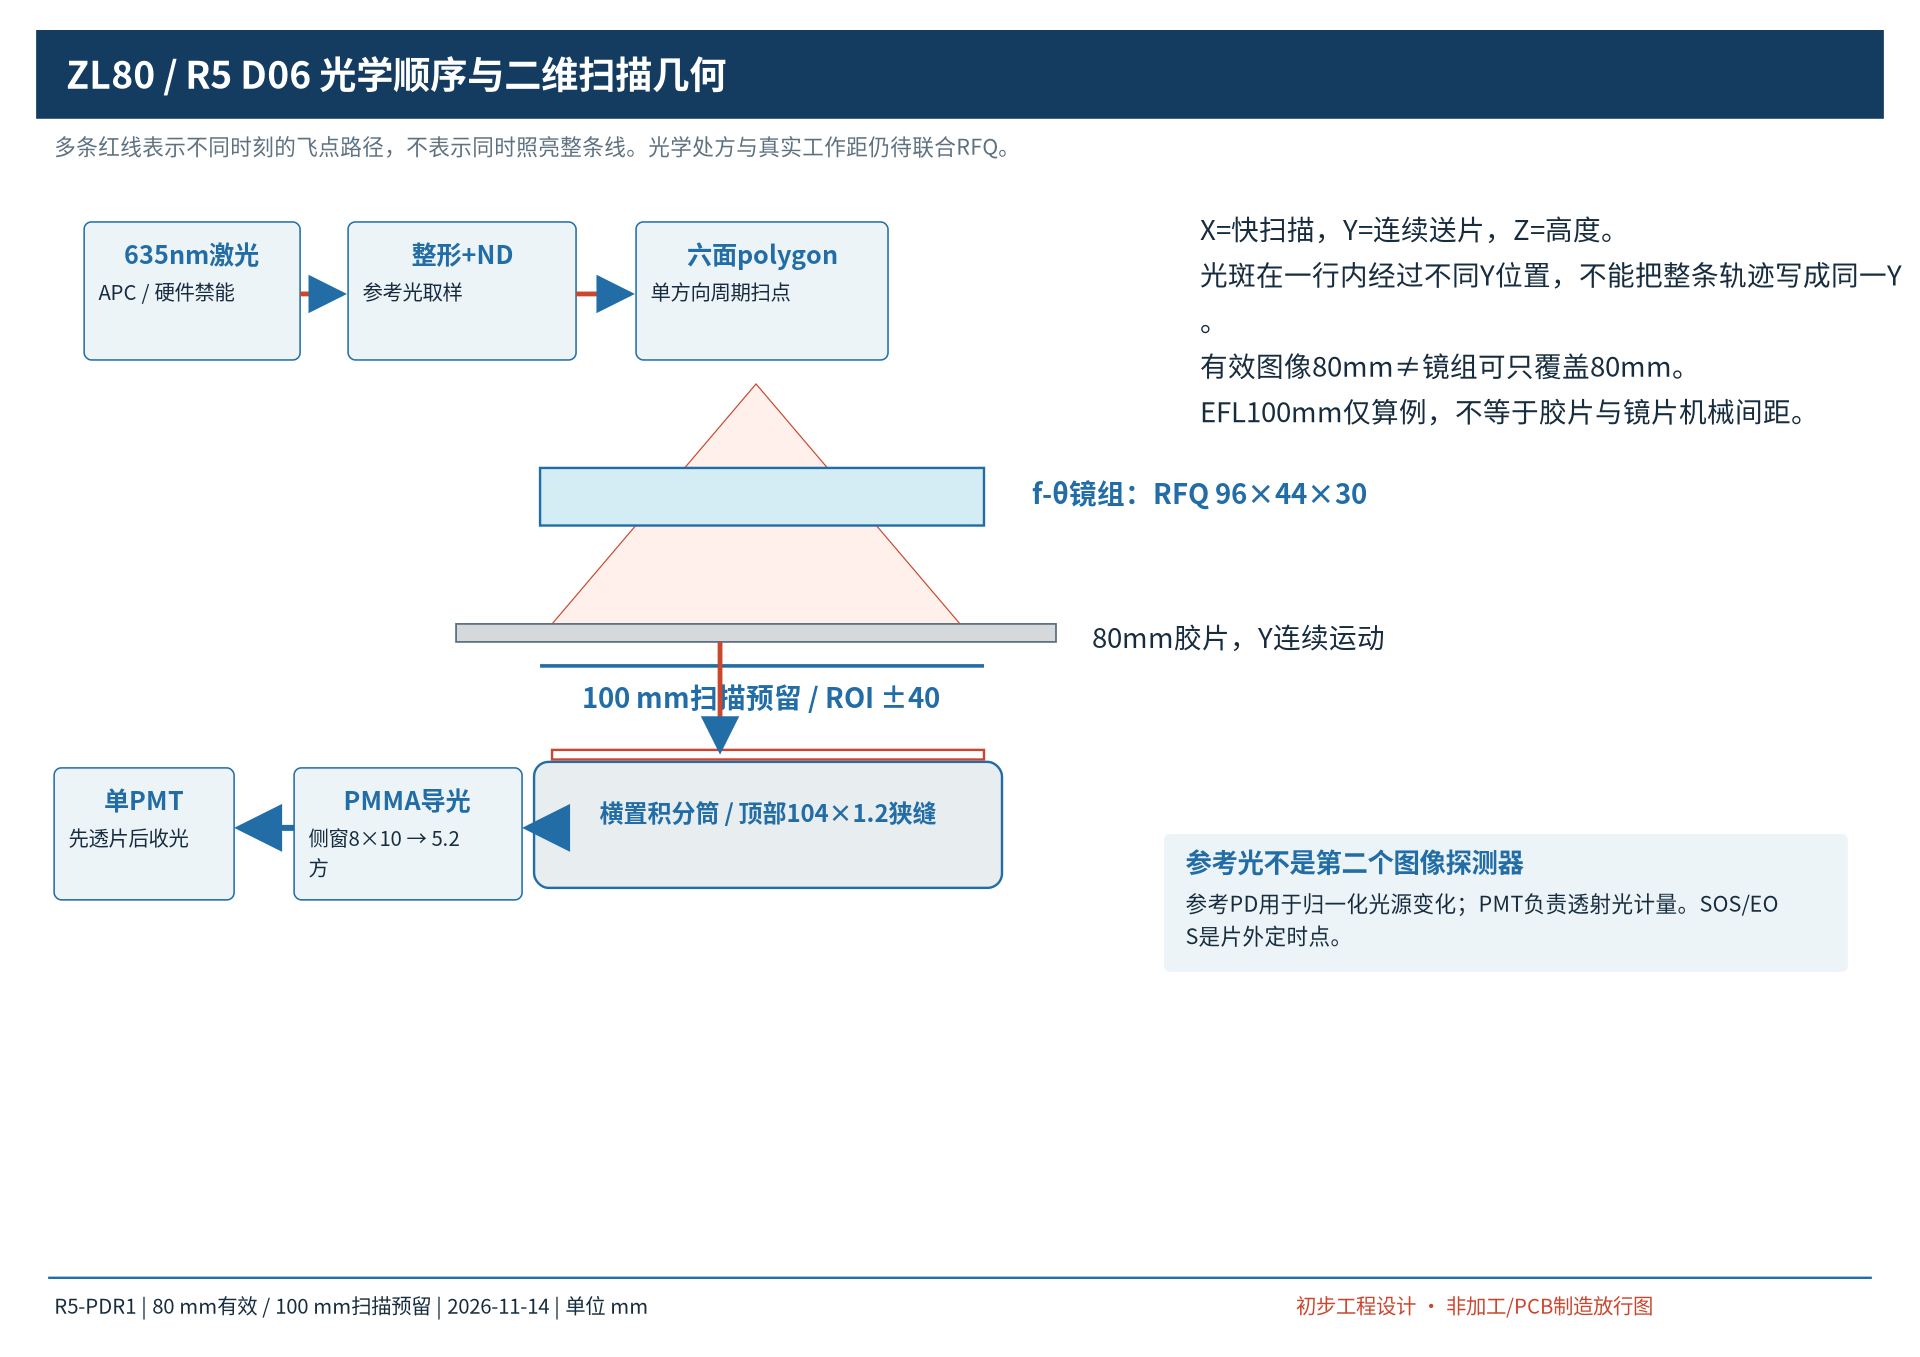 ZL80 / R5 D06 光学顺序与二维扫描几何
多条红线表示不同时刻的飞点路径，不表示同时照亮整条线。光学处方与真实工作距仍待联合RFQ。
635nm激光
APC / 硬件禁能
整形+ND
参考光取样
六面polygon
单方向周期扫点
X=快扫描，Y=连续送片，Z=高度。
光斑在一行内经过不同Y位置，不能把整条轨迹写成同一Y
。
有效图像80mm≠镜组可只覆盖80mm。
EFL100mm仅算例，不等于胶片与镜片机械间距。
f-θ镜组：RFQ 96×44×30
80mm胶片，Y连续运动
100 mm扫描预留 / ROI ±40
单PMT
先透片后收光
PMMA导光
侧窗8×10 → 5.2
方
横置积分筒 / 顶部104×1.2狭缝
参考光不是第二个图像探测器
参考PD用于归一化光源变化；PMT负责透射光计量。SOS/EO
S是片外定时点。
R5-PDR1 | 80 mm有效 / 100 mm扫描预留 | 2026-11-14 | 单位 mm
初步工程设计 · 非加工/PCB制造放行图